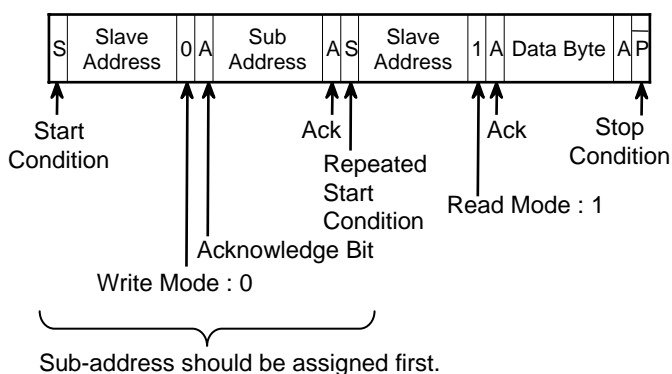 S Slave Address 0 A Sub Address A S Slave Address 1 A Data Byte A P
Start Condition
Ack
Ack
Stop Condition
Repeated Start Condition
Read Mode : 1
Acknowledge Bit
Write Mode : 0
Sub-address should be assigned first.